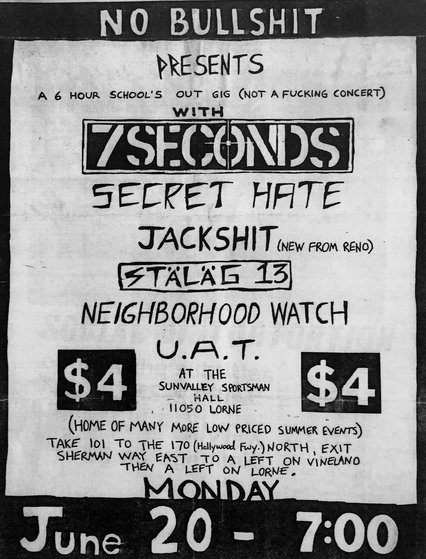 NO BULLSHIT
PRESENTS
A 6 HOUR SCHOOL'S OUT GIG (NOT A FUCKING CONCERT)
WITH
7SECONDS
SECRET HATE
JACKSHIT (NEW FROM RENO)
STÄLÄG 13
NEIGHBORHOOD WATCH
U.A.T.
$4
AT THE
SUNVALLEY SPORTSMAN
HALL
11050 LORNE
$4
(HOME OF MANY MORE LOW PRICED SUMMER EVENTS)
TAKE 101 TO THE 170 (Hollywood Fwy.) NORTH, EXIT
SHERMAN WAY EAST TO A LEFT ON VINELAND
THEN A LEFT ON LORNE.
MONDAY
June 20 - 7:00